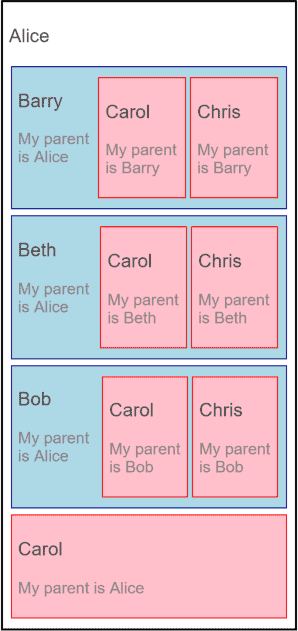 Alice
Barry
My parent
is Alice
Carol
My parent
is Barry
Chris
My parent
is Barry
Beth
My parent
is Alice
Carol
My parent
is Beth
Chris
My parent
is Beth
Bob
My parent
is Alice
Carol
My parent
is Bob
Chris
My parent
is Bob
Carol
My parent is Alice